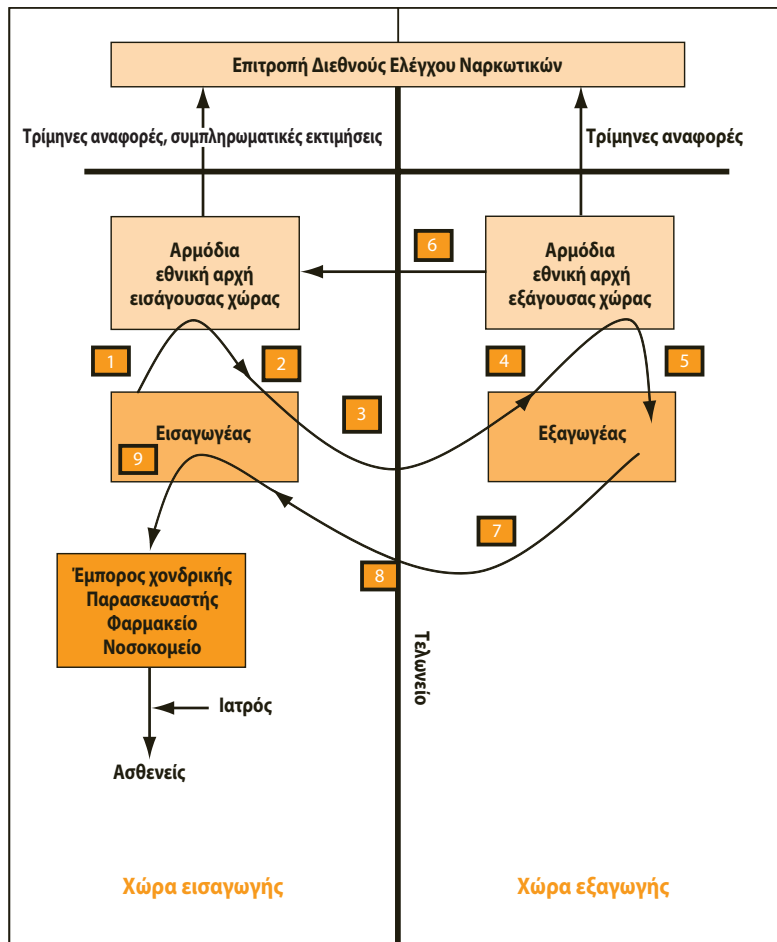 Επιτροπή Διεθνούς Ελέγχου Ναρκωτικών
Τρίμηνες αναφορές, συμπληρωματικές εκτιμήσεις
Τρίμηνες αναφορές
Αρμόδια
εθνική αρχή
εισάγουσας χώρας
6
Αρμόδια
εθνική αρχή
εξάγουσας χώρας
1
2
3
4
5
Εισαγωγέας
9
Εξαγωγέας
7
8
Έμπορος χονδρικής
Παρασκευαστής
Φαρμακείο
Νοσοκομείο
Τελωνείο
Ιατρός
Ασθενείς
Χώρα εισαγωγής
Χώρα εξαγωγής